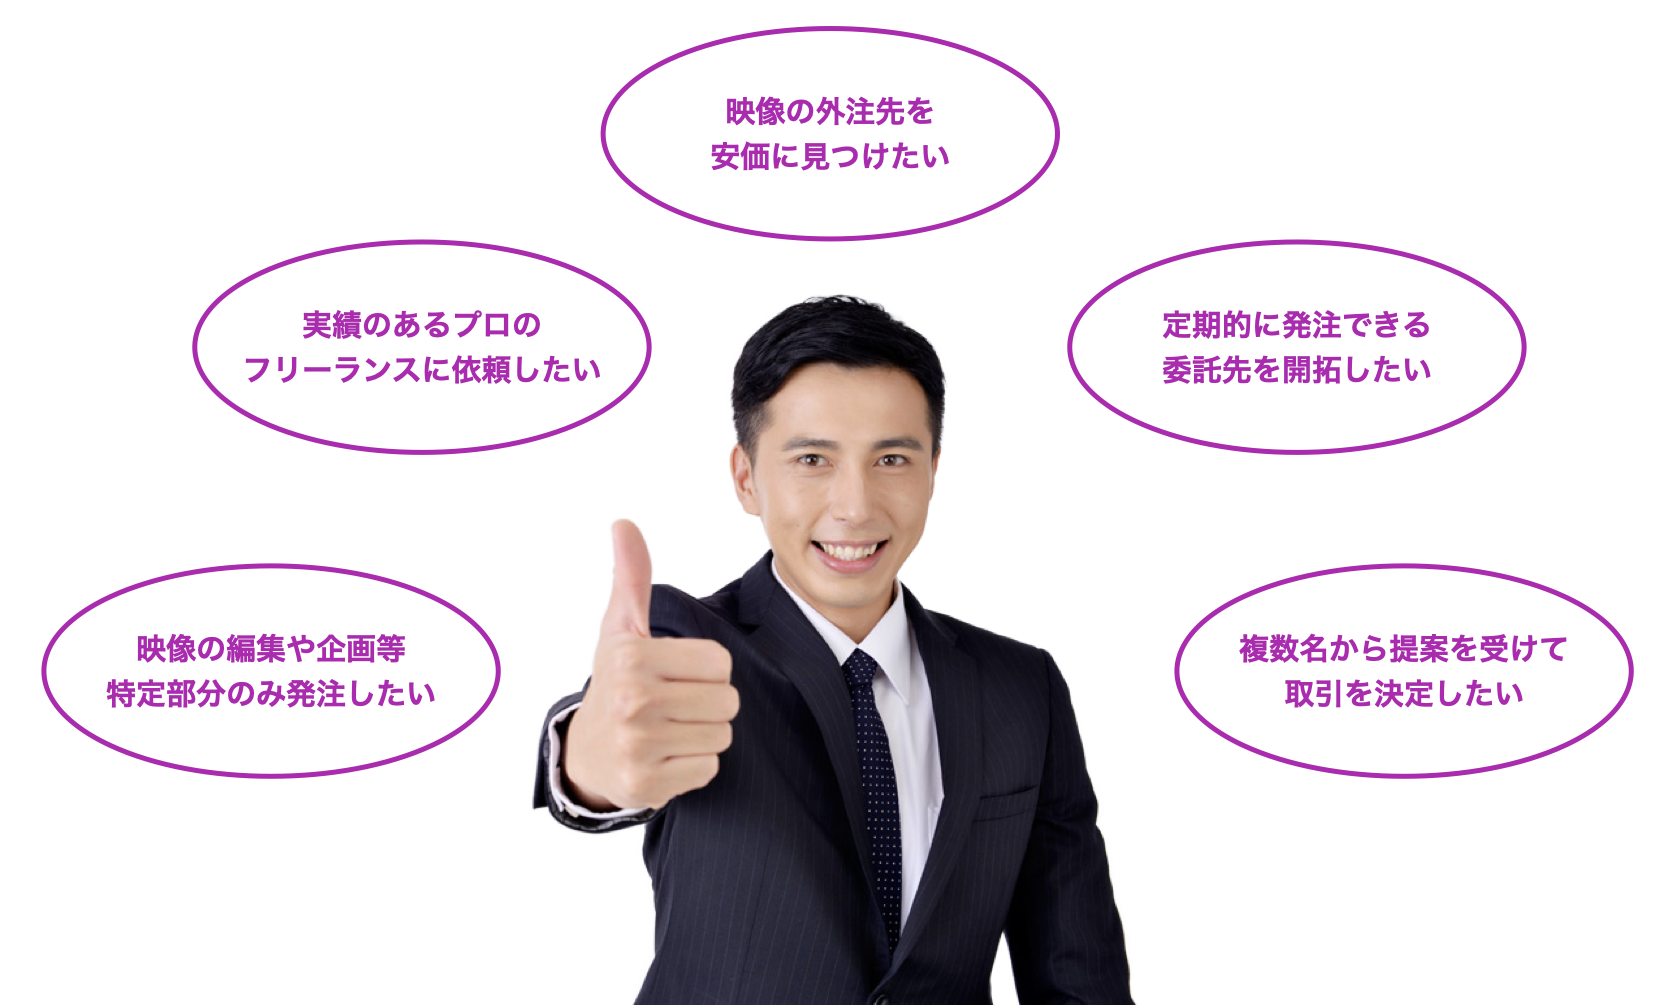 映像の外注先を
安価に見つけたい
実績のあるプロの
フリーランスに依頼したい
定期的に発注できる
委託先を開拓したい
映像の編集や企画等
特定部分のみ発注したい
複数名から提案を受けて
取引を決定したい